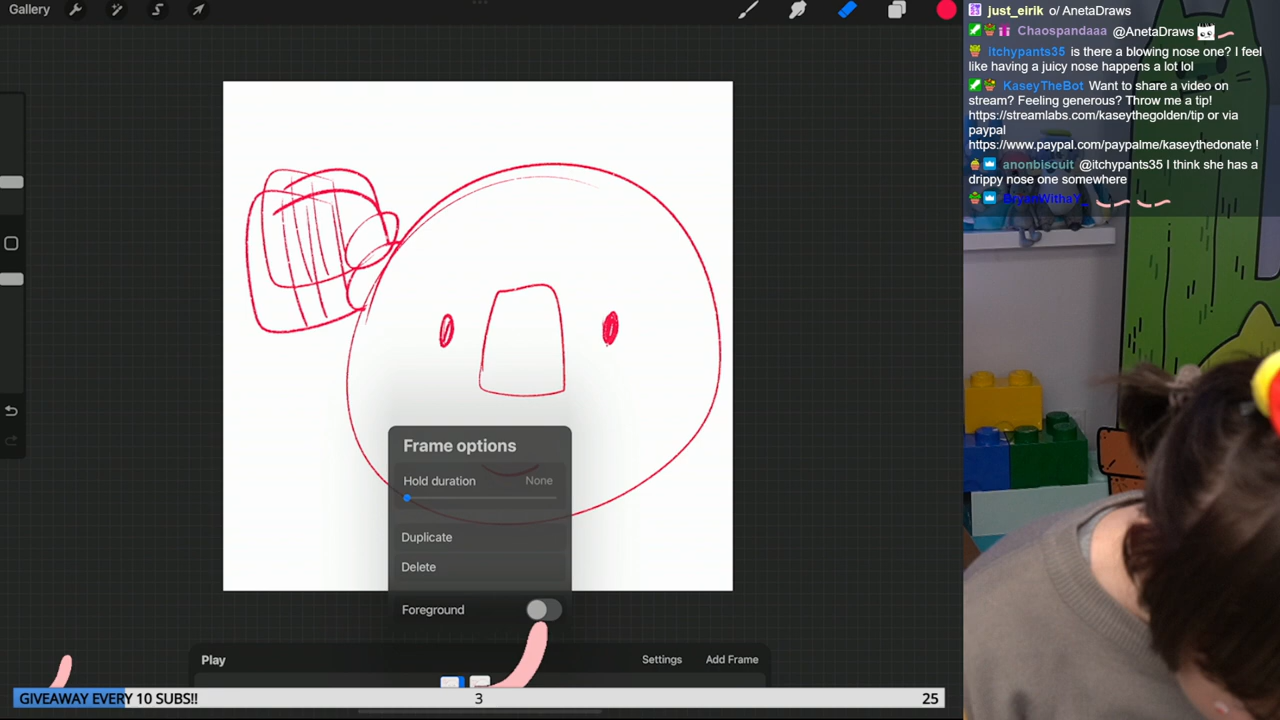 Gallery
Frame options
Hold duration None
Duplicate
Delete
Foreground
Play Settings Add Frame
GIVEAWAY EVERY 10 SUBS!! 3 25
just_eirik o/ AnetaDraws
Chaospandaaa @AnetaDraws
Itchypants35 is there a blowing nose one? I feel
like having a juicy nose happens a lot lol
KaseyTheBot Want to share a video on
stream? Feeling generous? Throw me a tip!
https://streamlabs.com/kaseythegolden/tip or via
paypal
https://www.paypal.com/paypalme/kaseythedonate !
anonbiscuit @itchypants35 I think she has a
drippy nose one somewhere
BryanWithaY_